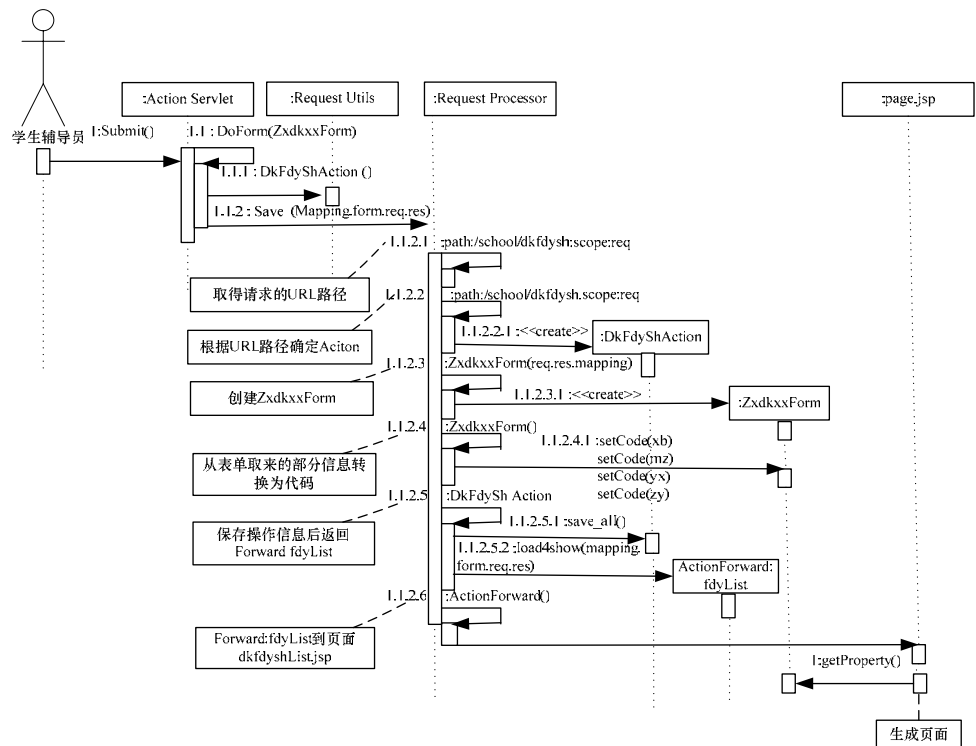 :Action Servlet
:Request Utils
:Request Processor
:page.jsp
学生辅导员
1:Submit()
1.1 : DoForm(ZxdkxxForm)
1.1.1 : DkFdyShAction ()
1.1.2 : Save (Mapping.form.req.res)
1.1.2.1 :path:/school/dkfdysh:scope:req
取得请求的URL路径
1.1.2.2 :path:/school/dkfdysh.scope:req
根据URL路径确定Aciton
1.1.2.2.1 :<<create>>
:DkFdyShAction
1.1.2.3 :ZxdkxxForm(req.res.mapping)
创建ZxdkxxForm
1.1.2.3.1 :<<create>>
:ZxdkxxForm
1.1.2.4 :ZxdkxxForm()
从表单取来的部分信息转
换为代码
1.1.2.4.1 :setCode(xb)
setCode(mz)
setCode(yx)
setCode(zy)
1.1.2.5 :DkFdySh Action
保存操作信息后返回
Forward fdyList
1.1.2.5.1 :save_all()
1.1.2.5.2 :load4show(mapping.
form.req.res)
ActionForward:
fdyList
1.1.2.6 :ActionForward()
Forward:fdyList到页面
dkfdyshList.jsp
1:getProperty()
生成页面